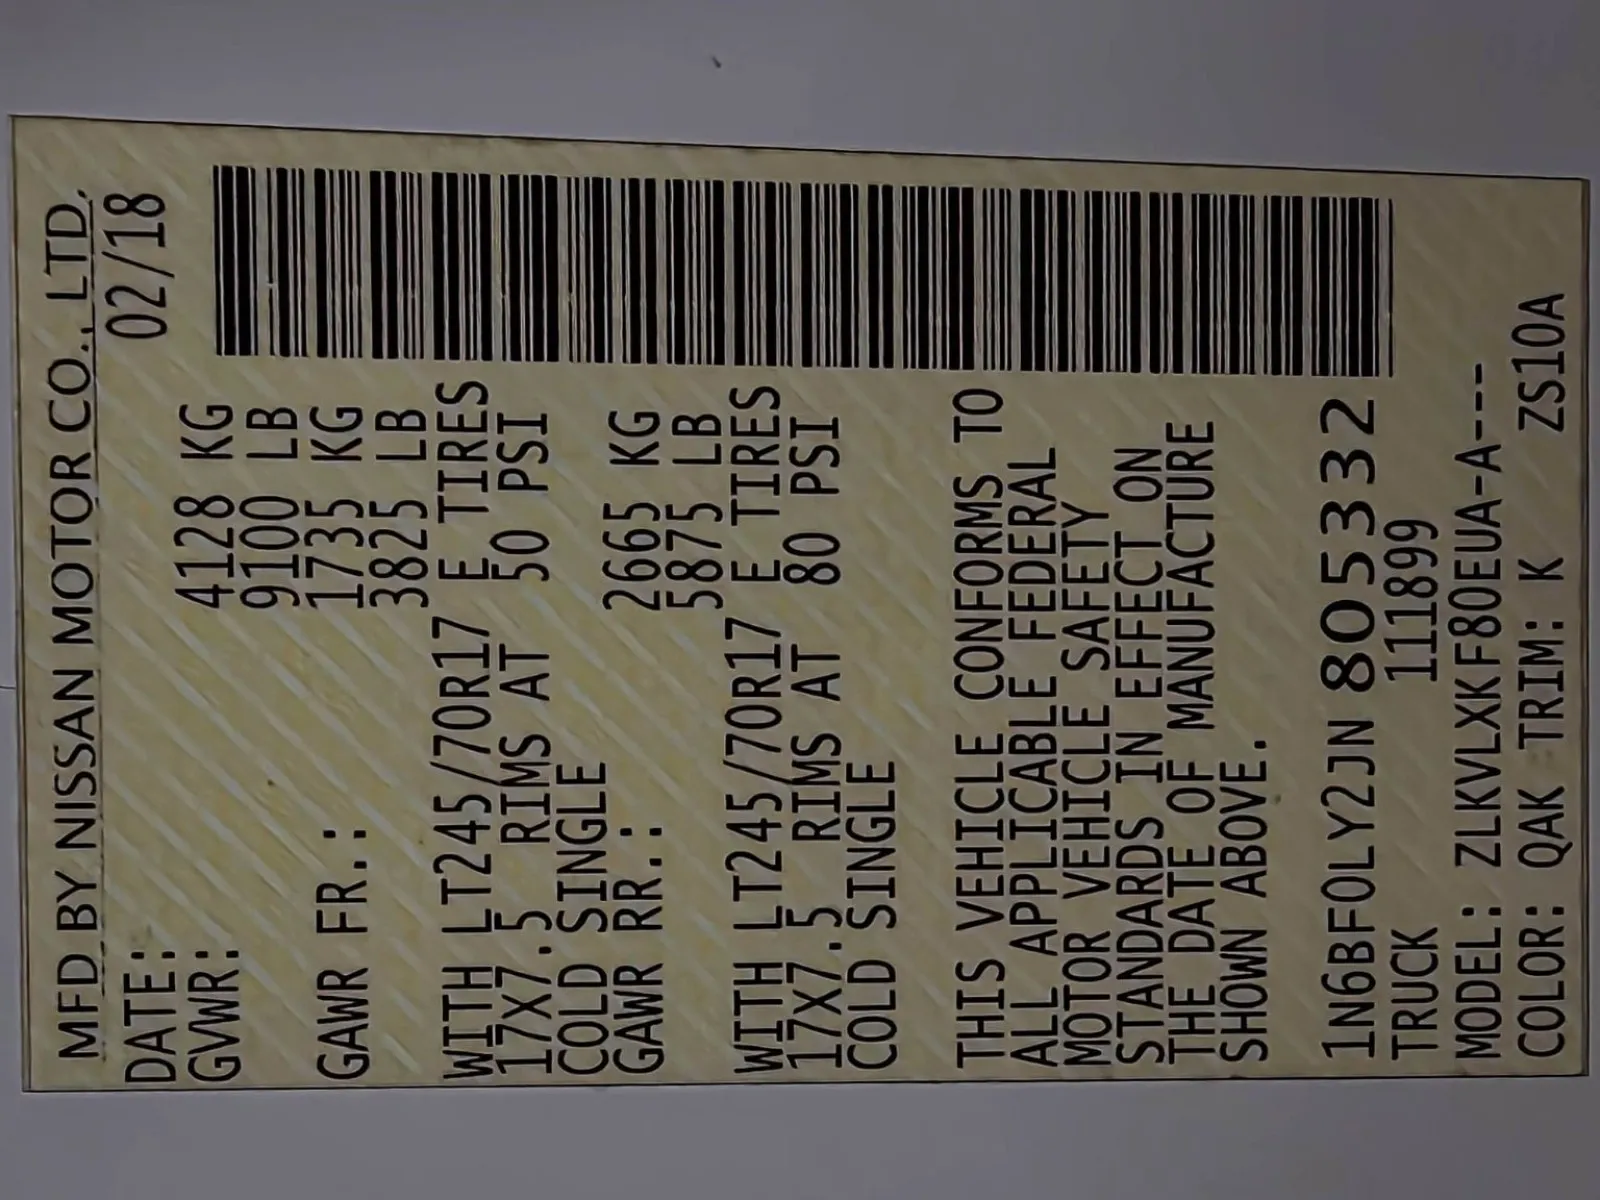 MFD BY NISSAN MOTOR CO., LTD.
DATE: 02/18
GVWR: 4128 KG
9100 LB
GAWR FR.: 1735 KG
3825 LB
WITH LT245/70R17 E TIRES
17X7.5 RIMS AT 50 PSI
COLD SINGLE
GAWR RR.: 2665 KG
5875 LB
WITH LT245/70R17 E TIRES
17X7.5 RIMS AT 80 PSI
COLD SINGLE
THIS VEHICLE CONFORMS TO
ALL APPLICABLE FEDERAL
MOTOR VEHICLE SAFETY
STANDARDS IN EFFECT ON
THE DATE OF MANUFACTURE
SHOWN ABOVE.
1N6BF0LY2JN 805332
TRUCK 111899
MODEL: ZLKVLXKF80EUA-A---
COLOR: QAK TRIM: K ZS10A